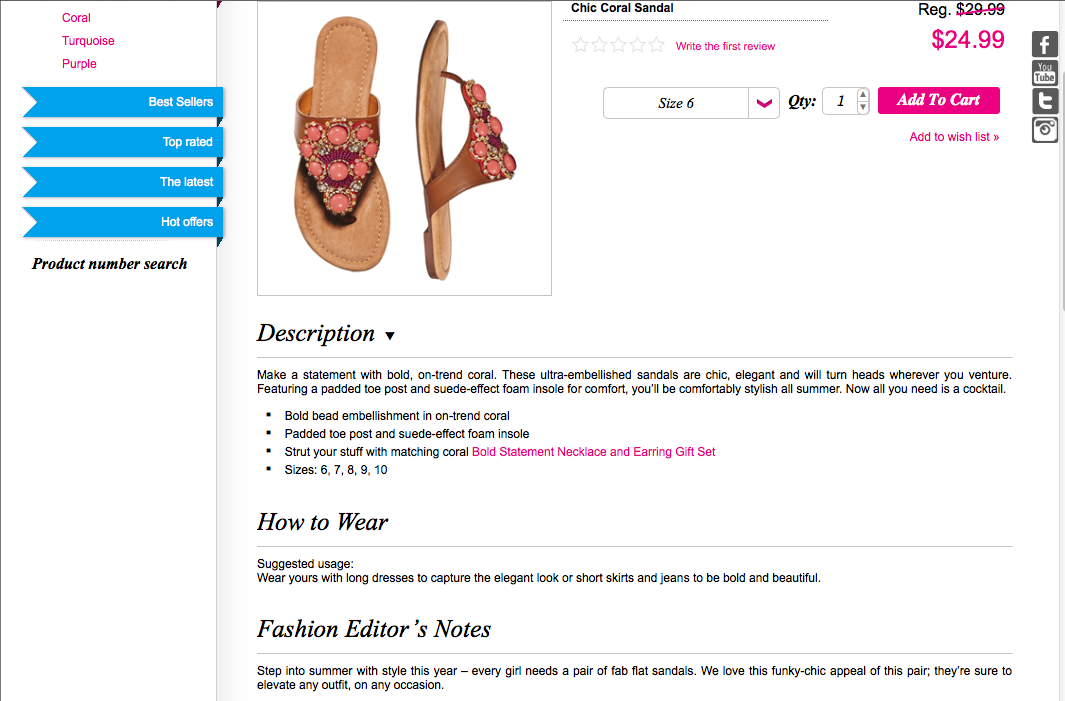 Coral
Turquoise
Purple
Best Sellers
Top rated
The latest
Hot offers
Product number search
Chic Coral Sandal
Reg. $29.99
$24.99
Write the first review
Size 6
Qty:
1
Add To Cart
Add to wish list »
f
You
Tube
t
Description ▼
Make a statement with bold, on-trend coral. These ultra-embellished sandals are chic, elegant and will turn heads wherever you venture.
Featuring a padded toe post and suede-effect foam insole for comfort, you'll be comfortably stylish all summer. Now all you need is a cocktail.
▪ Bold bead embellishment in on-trend coral
▪ Padded toe post and suede-effect foam insole
▪ Strut your stuff with matching coral Bold Statement Necklace and Earring Gift Set
▪ Sizes: 6, 7, 8, 9, 10
How to Wear
Suggested usage:
Wear yours with long dresses to capture the elegant look or short skirts and jeans to be bold and beautiful.
Fashion Editor's Notes
Step into summer with style this year – every girl needs a pair of fab flat sandals. We love this funky-chic appeal of this pair; they're sure to
elevate any outfit, on any occasion.